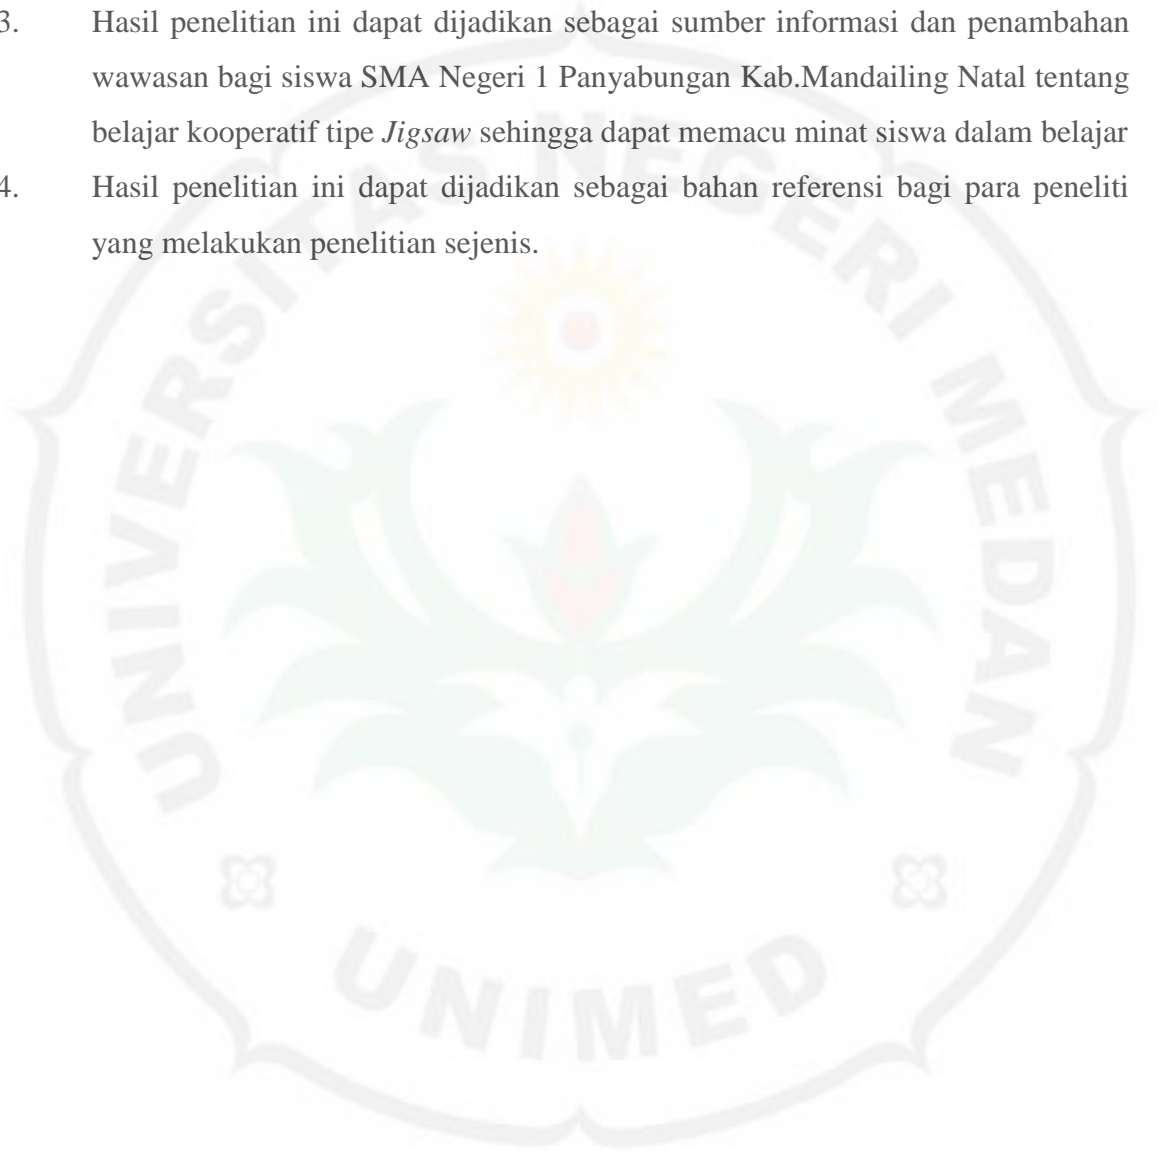 3. Hasil penelitian ini dapat dijadikan sebagai sumber informasi dan penambahan
wawasan bagi siswa SMA Negeri 1 Panyabungan Kab.Mandailing Natal tentang
belajar kooperatif tipe Jigsaw sehingga dapat memacu minat siswa dalam belajar
4. Hasil penelitian ini dapat dijadikan sebagai bahan referensi bagi para peneliti
yang melakukan penelitian sejenis.
UNIVERSITAS NEGERI MEDAN
UNIMED